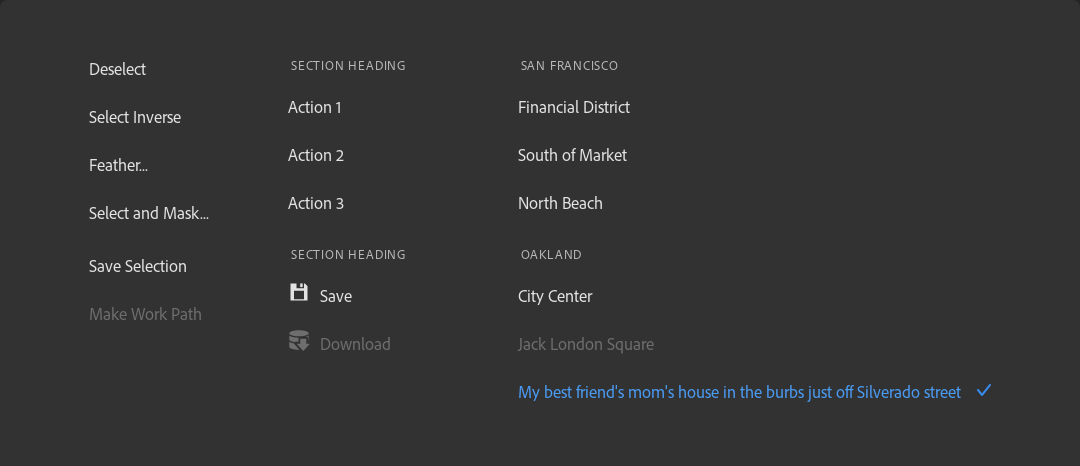 Deselect
Select Inverse
Feather...
Select and Mask...
Save Selection
Make Work Path
SECTION HEADING
Action 1
Action 2
Action 3
SECTION HEADING
Save
Download
SAN FRANCISCO
Financial District
South of Market
North Beach
OAKLAND
City Center
Jack London Square
My best friend's mom's house in the burbs just off Silverado street